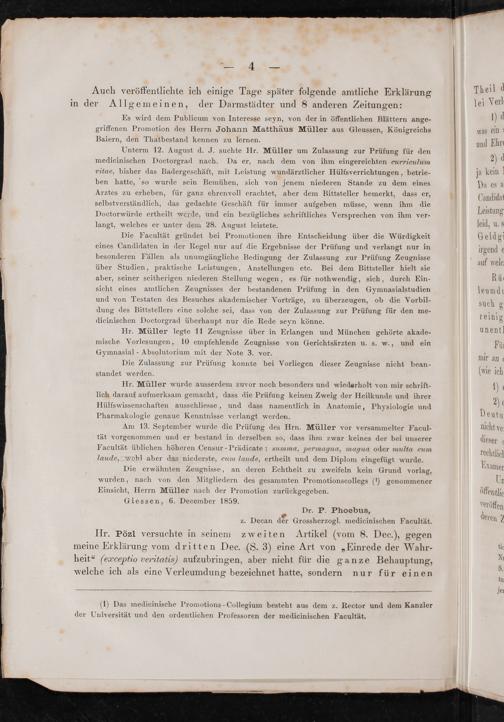 — 4 —
Auch veröffentlichte ich einige Tage später folgende amtliche Erklärung
in der Allgemeinen, der Darmstädter und 8 anderen Zeitungen:
Es wird dem Publicum von Interesse seyn, von der in öffentlichen Blättern ange-
griffenen Promotion des Herrn Johann Matthäus Müller aus Gleussen, Königreichs
Baiern, den Thatbestand kennen zu lernen.
Unterm 12. August d. J. suchte Hr. Müller um Zulassung zur Prüfung für den
medicinischen Doctorgrad nach. Da er, nach dem von ihm eingereichten curriculum
vitae, bisher das Badergeschäft, mit Leistung wundärztlicher Hülfsverrichtungen, betrie-
ben hatte, so wurde sein Bemühen, sich von jenem niederen Stande zu dem eines
Arztes zu erheben, für ganz ehrenvoll erachtet, aber dem Bittsteller bemerkt, dass er,
selbstverständlich, das gedachte Geschäft für immer aufgeben müsse, wenn ihm die
Doctorwürde ertheilt werde, und ein bezügliches schriftliches Versprechen von ihm ver-
langt, welches er unter dem 28. August leistete.
Die Facultät gründet bei Promotionen ihre Entscheidung über die Würdigkeit
eines Candidaten in der Regel nur auf die Ergebnisse der Prüfung und verlangt nur in
besonderen Fällen als unumgängliche Bedingung der Zulassung zur Prüfung Zeugnisse
über Studien, praktische Leistungen, Anstellungen etc. Bei dem Bittsteller hielt sie
aber, seiner seitherigen niederen Stellung wegen, es für nothwendig, sich, durch Ein-
sicht eines amtlichen Zeugnisses der bestandenen Prüfung in den Gymnasialstudien
und von Testaten des Besuches akademischer Vorträge, zu überzeugen, ob die Vorbil-
dung des Bittstellers eine solche sei, dass von der Zulassung zur Prüfung für den me-
dicinischen Doctorgrad überhaupt nur die Rede seyn könne.
Hr. Müller legte 11 Zeugnisse über in Erlangen und München gehörte akade-
mische Vorlesungen, 10 empfehlende Zeugnisse von Gerichtsärzten u. s. w., und ein
Gymnasial-Absolutorium mit der Note 3. vor.
Die Zulassung zur Prüfung konnte bei Vorliegen dieser Zeugnisse nicht bean-
standet werden.
Hr. Müller wurde ausserdem zuvor noch besonders und wiederholt von mir schrift-
lich darauf aufmerksam gemacht, dass die Prüfung keinen Zweig der Heilkunde und ihrer
Hülfswissenschaften ausschliesse, und dass namentlich in Anatomie, Physiologie und
Pharmakologie genaue Kenntnisse verlangt werden.
Am 13. September wurde die Prüfung des Hrn. Müller vor versammelter Facul-
tät vorgenommen und er bestand in derselben so, dass ihm zwar keines der bei unserer
Facultät üblichen höheren Censur-Prädicate: summa, permagna, magna oder multa cum
laude, wohl aber das niederste, cum laude, ertheilt und dem Diplom eingefügt wurde.
Die erwähnten Zeugnisse, an deren Echtheit zu zweifeln kein Grund vorlag,
wurden, nach von den Mitgliedern des gesammten Promotionscollegs (¹) genommener
Einsicht, Herrn Müller nach der Promotion zurückgegeben.
Giessen, 6. December 1859.
Dr. P. Phoebus,
z. Decan der Grossherzogl. medicinischen Facultät.
Hr. Pözl versuchte in seinem zweiten Artikel (vom 8. Dec.), gegen
meine Erklärung vom dritten Dec. (S. 3) eine Art von „Einrede der Wahr-
heit“ (exceptio veritatis) aufzubringen, aber nicht für die ganze Behauptung,
welche ich als eine Verleumdung bezeichnet hatte, sondern nur für einen
(1) Das medicinische Promotions-Collegium besteht aus dem z. Rector und dem Kanzler
der Universität und den ordentlichen Professoren der medicinischen Facultät.